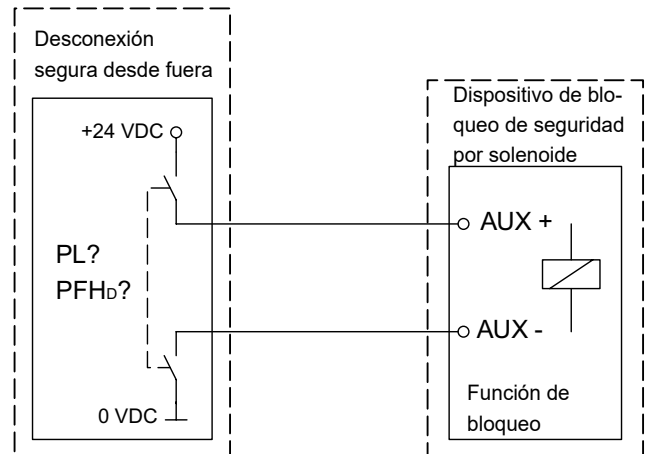 Desconexión
segura desde fuera
+24 VDC
PL?
PFHD?
0 VDC
Dispositivo de blo-
queo de seguridad
por solenoide
AUX +
AUX -
Función de
bloqueo